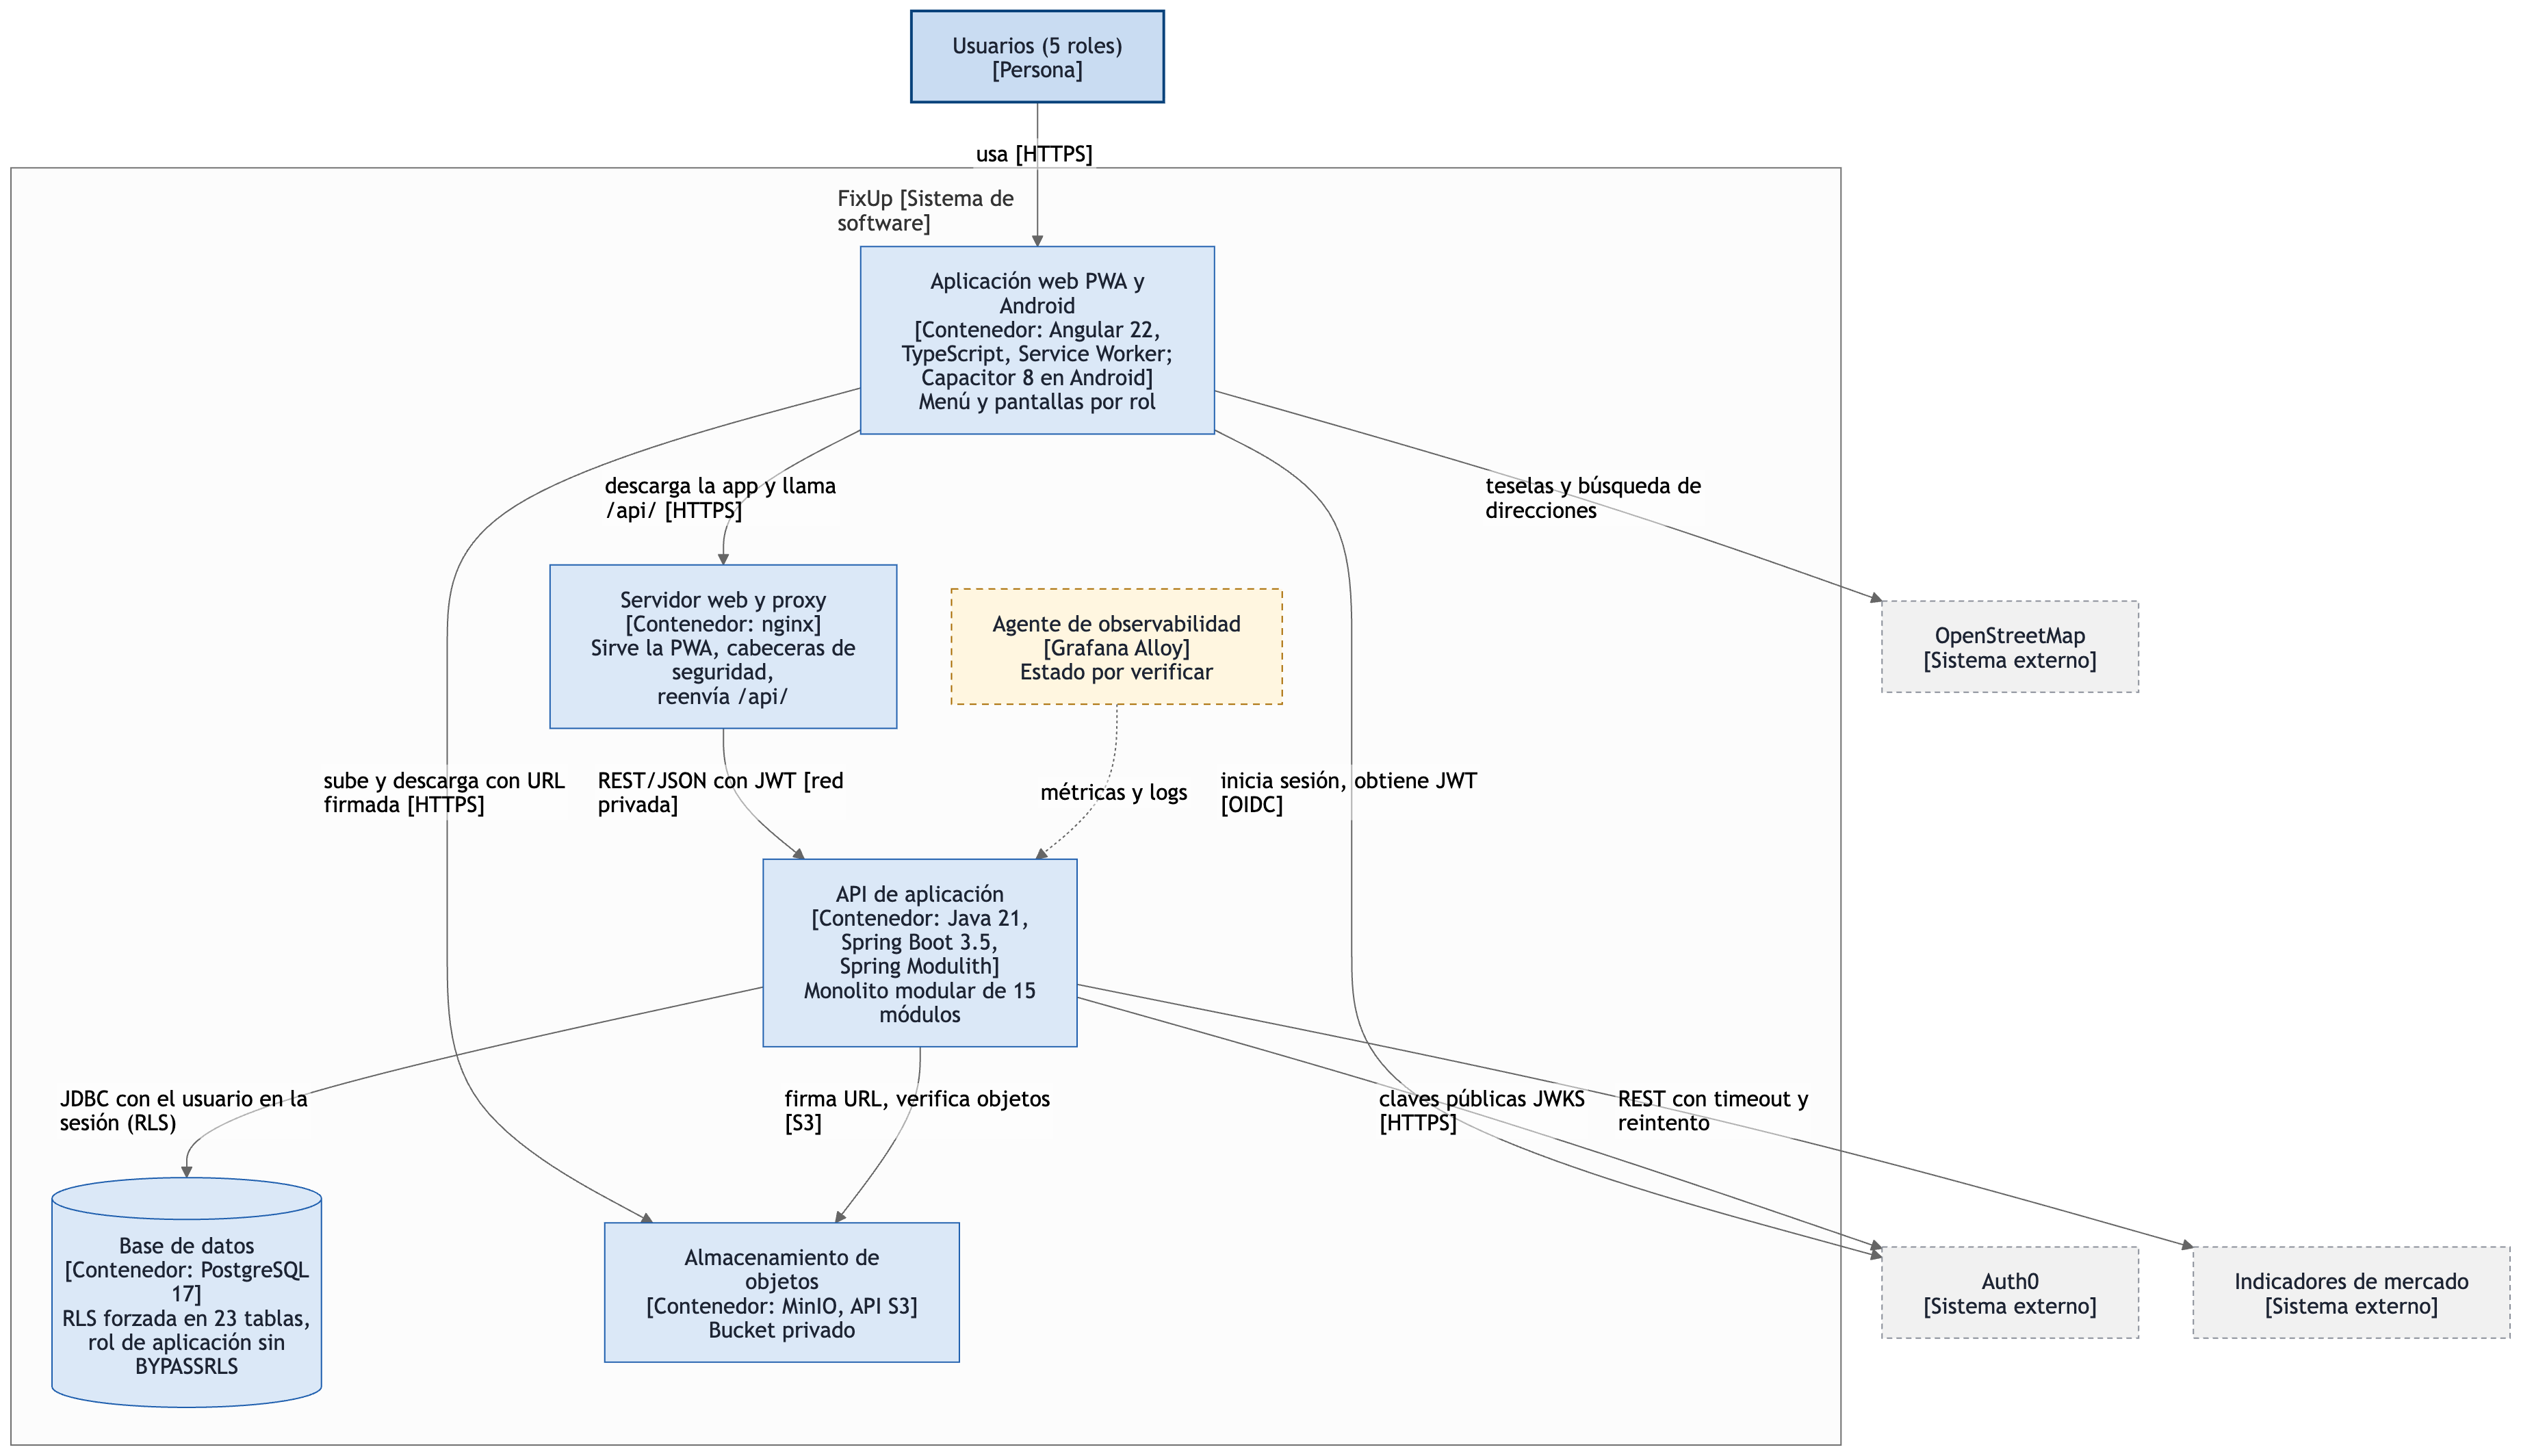 Usuarios (5 roles)
[Persona]
usa [HTTPS]
FixUp [Sistema de
software]
Aplicación web PWA y
Android
[Contenedor: Angular 22,
TypeScript, Service Worker;
Capacitor 8 en Android]
Menú y pantallas por rol
descarga la app y llama
/api/ [HTTPS]
teselas y búsqueda de
direcciones
Servidor web y proxy
[Contenedor: nginx]
Sirve la PWA, cabeceras de
seguridad,
reenvía /api/
Agente de observabilidad
[Grafana Alloy]
Estado por verificar
OpenStreetMap
[Sistema externo]
sube y descarga con URL
firmada [HTTPS]
REST/JSON con JWT [red
privada]
métricas y logs
inicia sesión, obtiene JWT
[OIDC]
API de aplicación
[Contenedor: Java 21,
Spring Boot 3.5,
Spring Modulith]
Monolito modular de 15
módulos
JDBC con el usuario en la
sesión (RLS)
firma URL, verifica objetos
[S3]
claves públicas JWKS
[HTTPS]
REST con timeout y
reintento
Base de datos
[Contenedor: PostgreSQL
17]
RLS forzada en 23 tablas,
rol de aplicación sin
BYPASSRLS
Almacenamiento de
objetos
[Contenedor: MinIO, API S3]
Bucket privado
Auth0
[Sistema externo]
Indicadores de mercado
[Sistema externo]